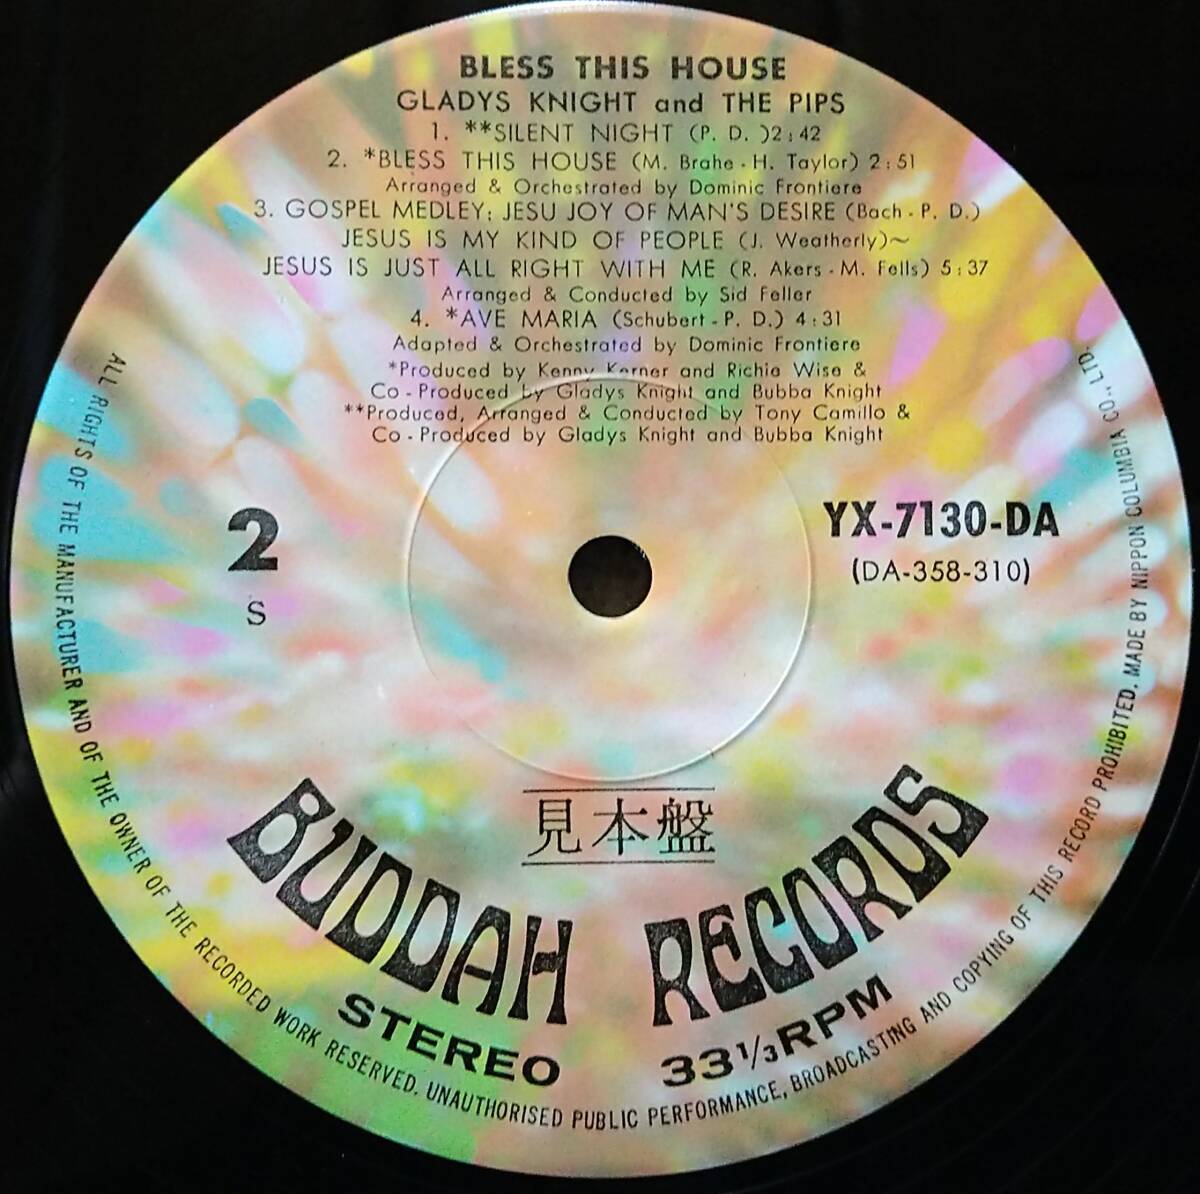 BLESS THIS HOUSE
GLADYS KNIGHT and THE PIPS
1. **SILENT NIGHT (P. D. )2:42
2. *BLESS THIS HOUSE (M. Brahe - H. Taylor) 2:51
Arranged & Orchestrated by Dominic Frontiere
3. GOSPEL MEDLEY; JESU JOY OF MAN'S DESIRE (Bach - P. D.)
JESUS IS MY KIND OF PEOPLE (J. Weatherly)~
JESUS IS JUST ALL RIGHT WITH ME (R. Akers - M. Fells) 5:37
Arranged & Conducted by Sid Feller
4. *AVE MARIA (Schubert - P. D.) 4:31
Adapted & Orchestrated by Dominic Frontiere
*Produced by Kenny Kerner and Richie Wise &
Co - Produced by Gladys Knight and Bubba Knight
**Produced, Arranged & Conducted by Tony Camillo &
Co - Produced by Gladys Knight and Bubba Knight
2
S
YX-7130-DA
(DA-358-310)
見本盤
BUDDAH RECORDS
STEREO 33 1/3 RPM
ALL RIGHTS OF THE MANUFACTURER AND OF THE OWNER OF THE RECORDED WORK RESERVED. UNAUTHORISED PUBLIC PERFORMANCE, BROADCASTING AND COPYING OF THIS RECORD PROHIBITED. MADE BY NIPPON COLUMBIA CO., LTD.